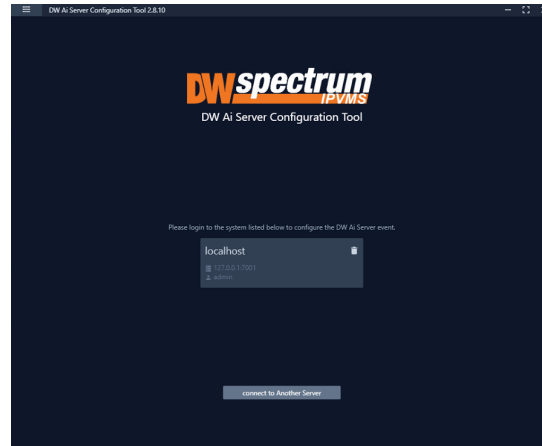 DW Ai Server Configuration Tool 2.8.10
DW spectrum
IPVMS
DW Ai Server Configuration Tool
Please login to the system listed below to configure the DW Ai Server event.
localhost
127.0.0.1:7001
admin
connect to Another Server